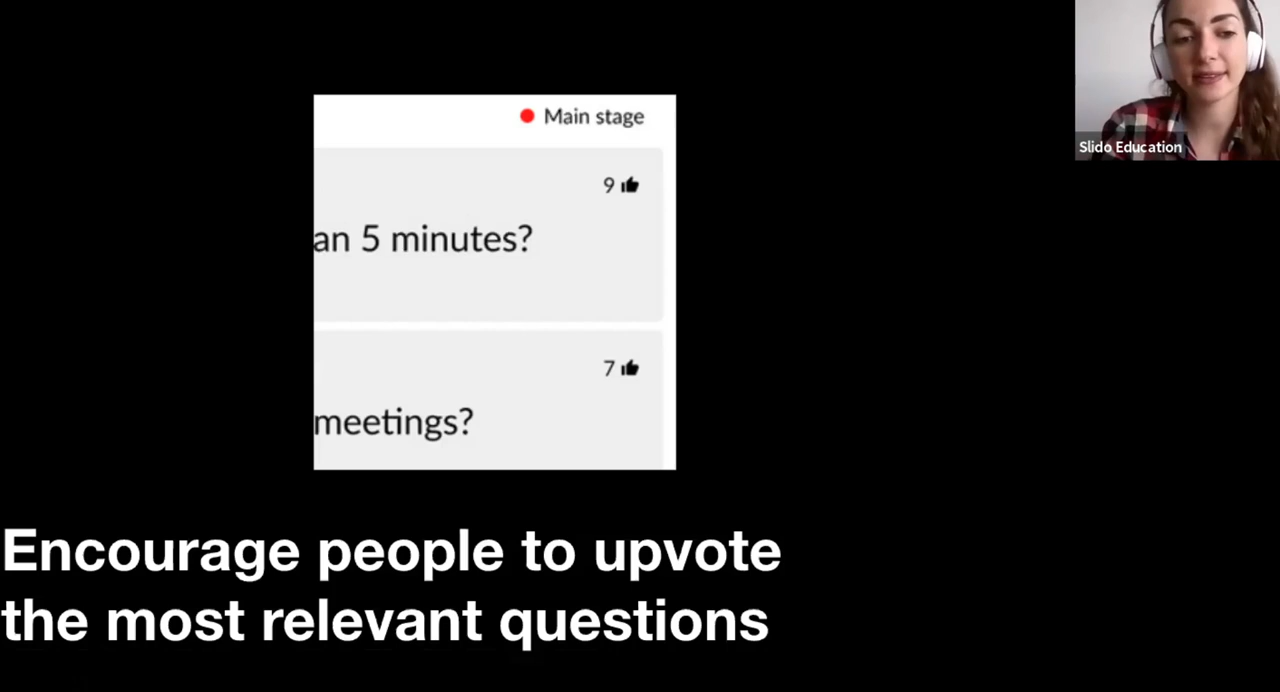 Main stage
9
an 5 minutes?
7
meetings?
Slido Education
Encourage people to upvote
the most relevant questions